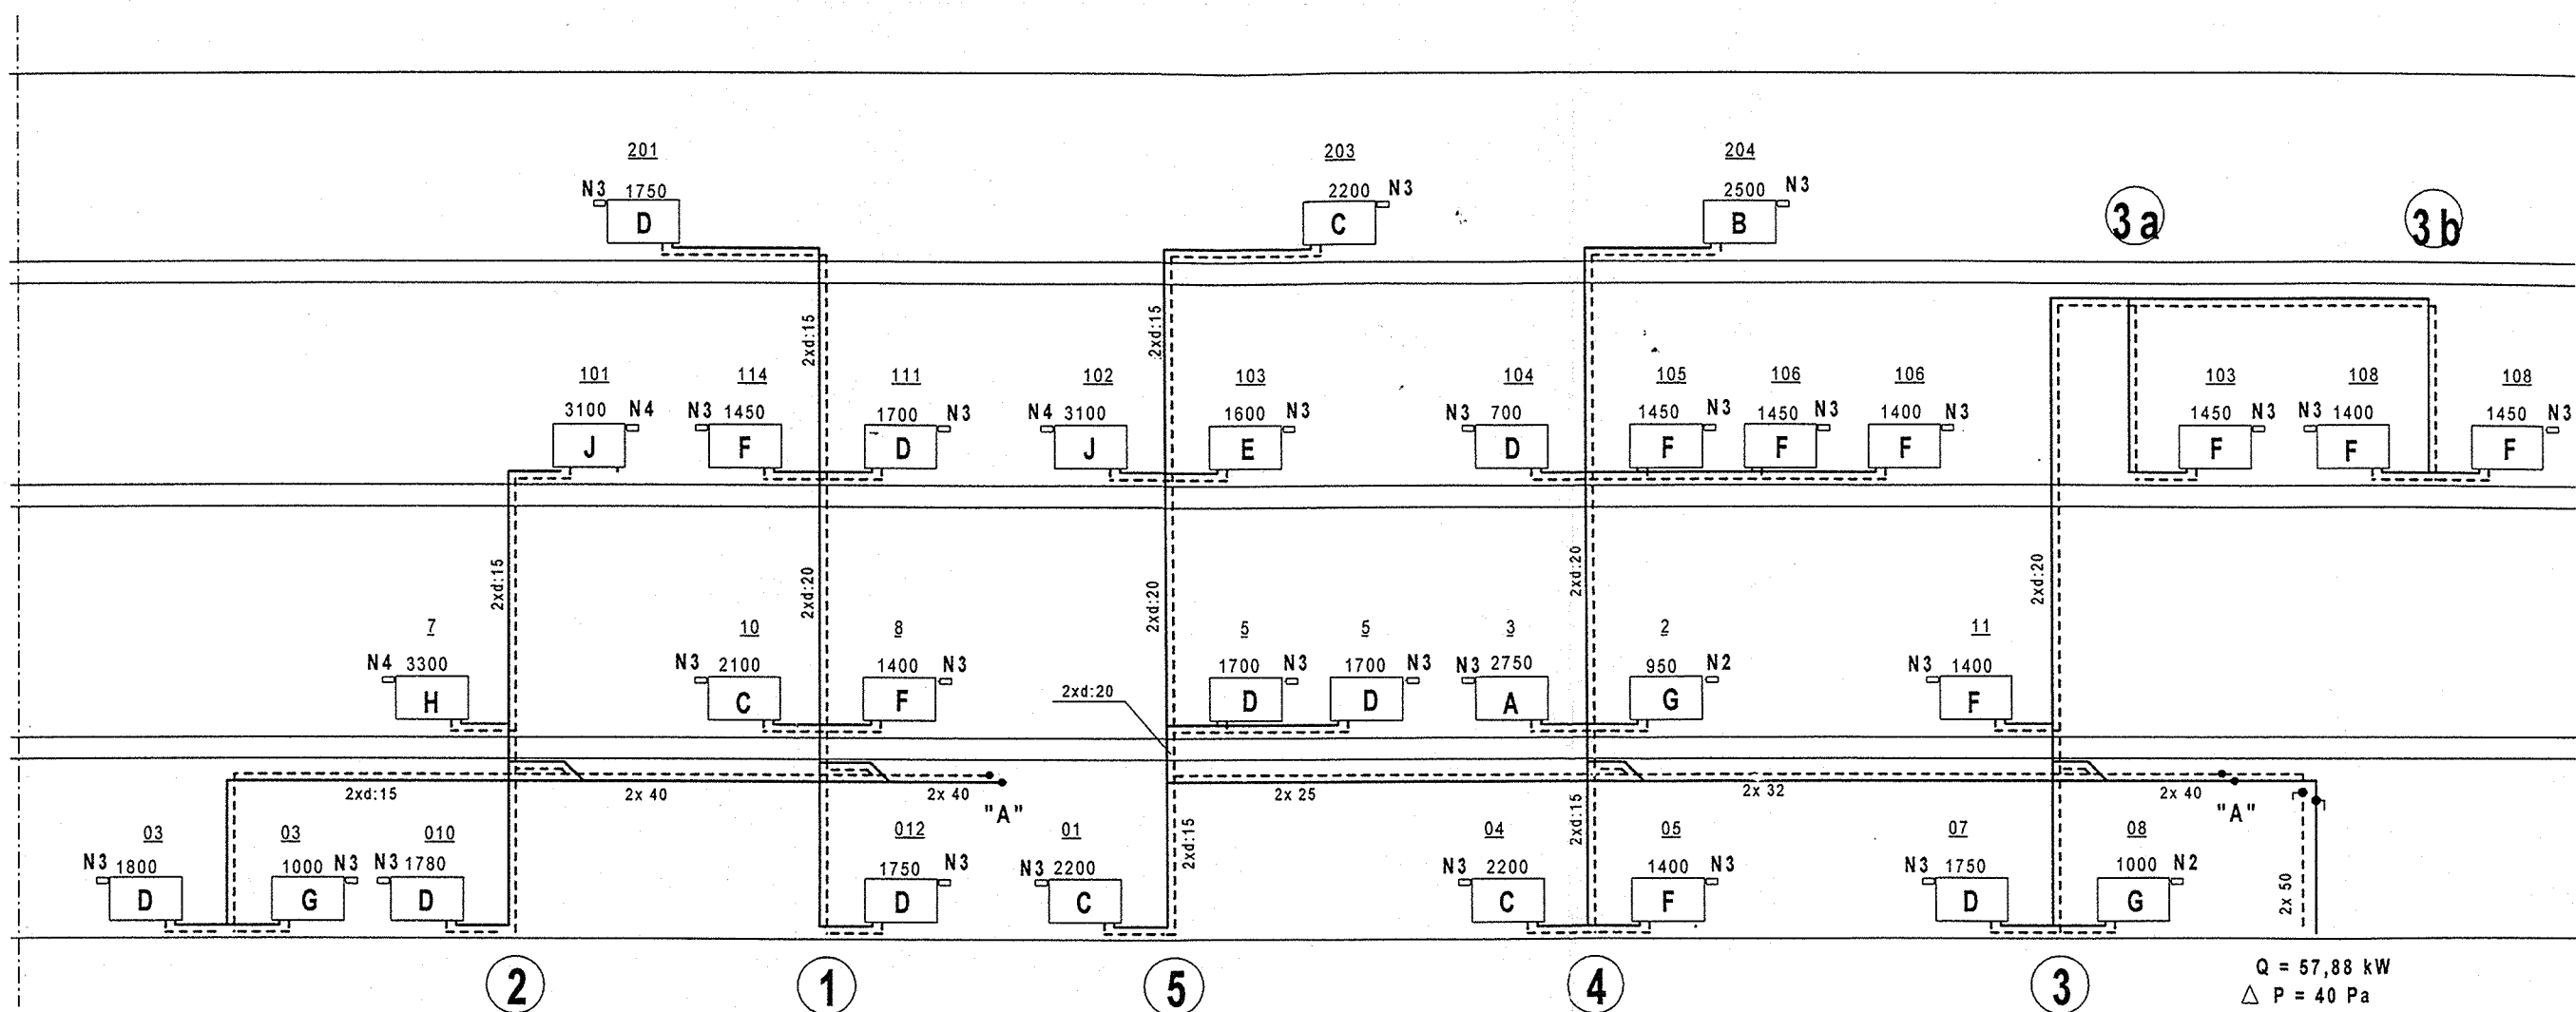 201
203
204
N3 1750
2200 N3
2500 N3
D
C
B
3a
3b
2xd:15
2xd:15
101
114
111
102
103
104
105
106
106
103
108
108
3100 N4
N3 1450
1700 N3
N4 3100
1600 N3
N3 700
1450 N3
1450 N3
1400 N3
1450 N3
N3 1400
1450 N3
J
F
D
J
E
D
F
F
F
F
F
F
2xd:15
2xd:20
2xd:20
2xd:20
2xd:20
7
10
8
5
5
3
2
11
N4 3300
N3 2100
1400 N3
1700 N3
1700 N3
N3 2750
950 N2
N3 1400
H
C
F
D
D
A
G
F
2xd:20
2xd:15
2x 40
2x 40
"A"
2x 25
2x 32
2x 40
"A"
2xd:15
2xd:15
2x 50
03
03
010
012
01
04
05
07
08
N3 1800
1000 N3
N3 1780
1750 N3
N3 2200
N3 2200
1400 N3
N3 1750
1000 N2
D
G
D
D
C
C
F
D
G
2
1
5
4
3
Q = 57,88 kW
△ P = 40 Pa